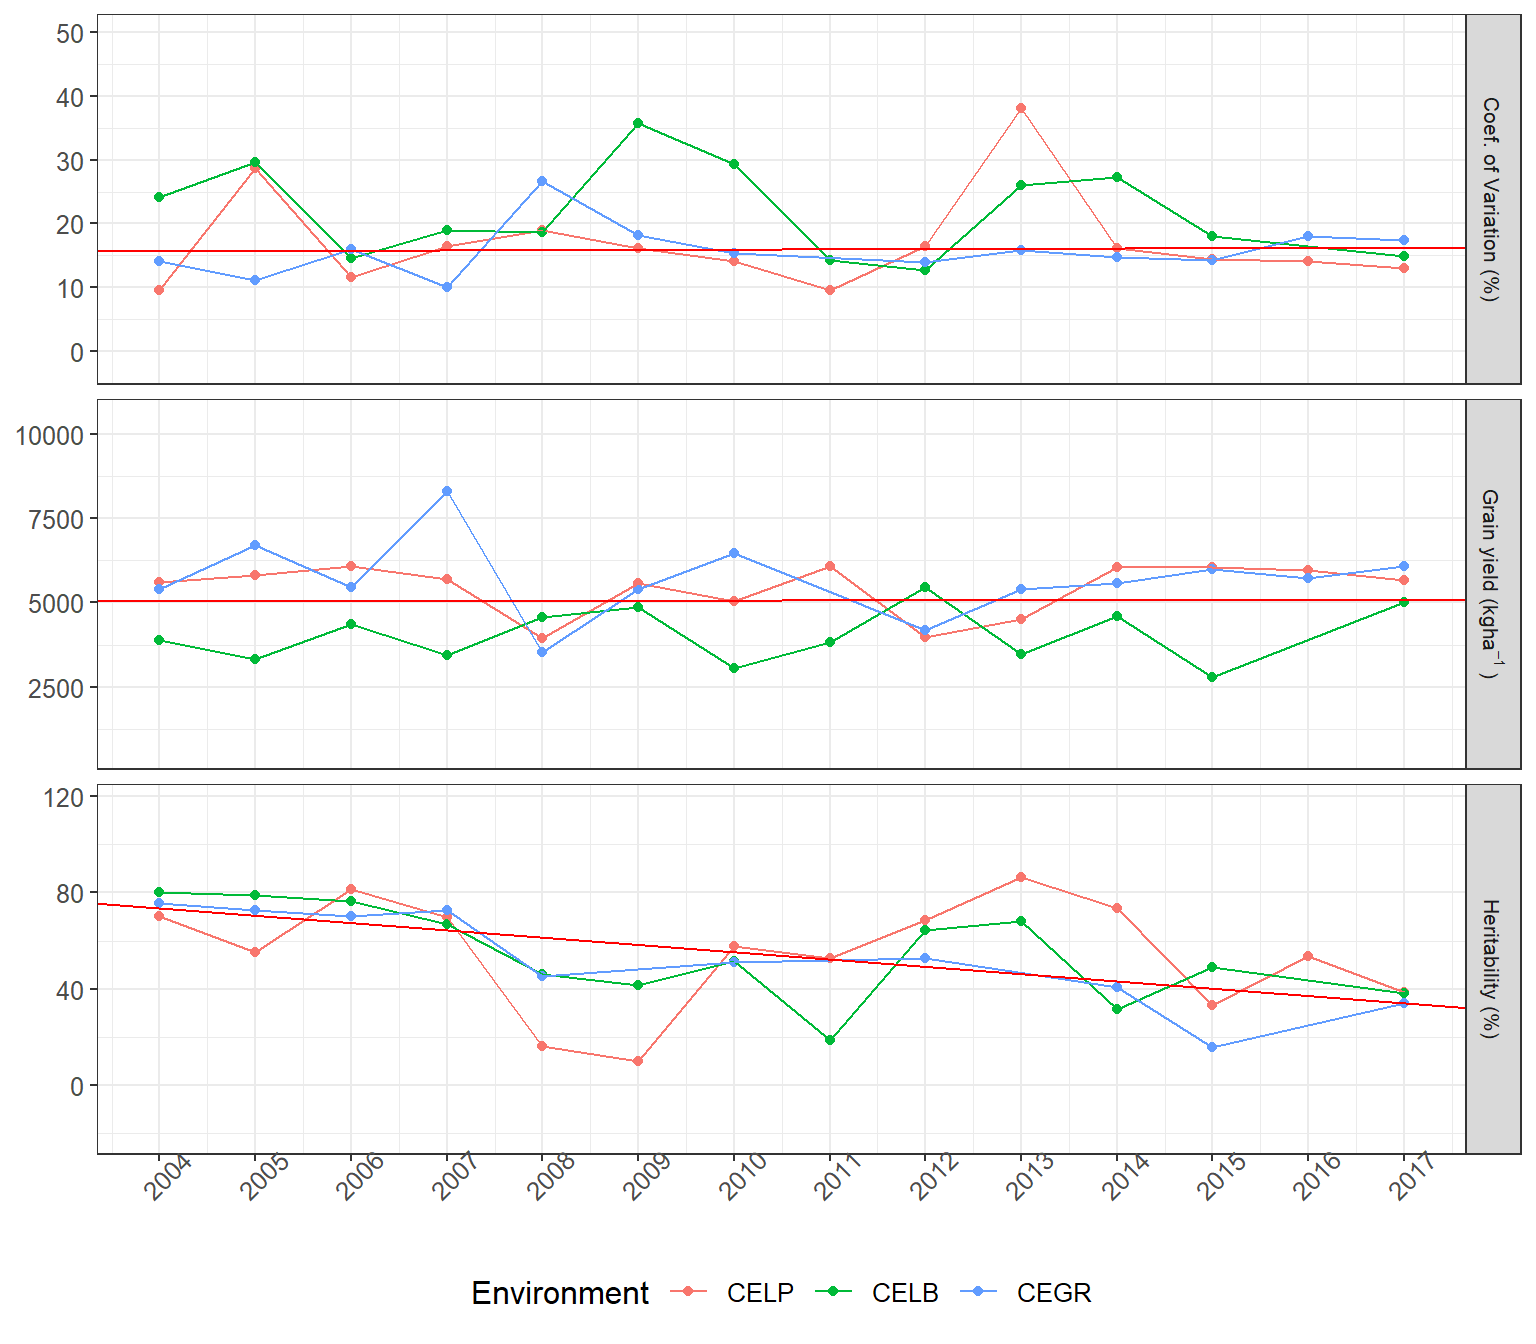 50
40
30
20
10
0
Coef. of Variation (%)
10000
7500
5000
2500
Grain yield (kgha⁻¹ )
120
80
40
0
Heritability (%)
2004 2005 2006 2007 2008 2009 2010 2011 2012 2013 2014 2015 2016 2017
Environment CELP CELB CEGR